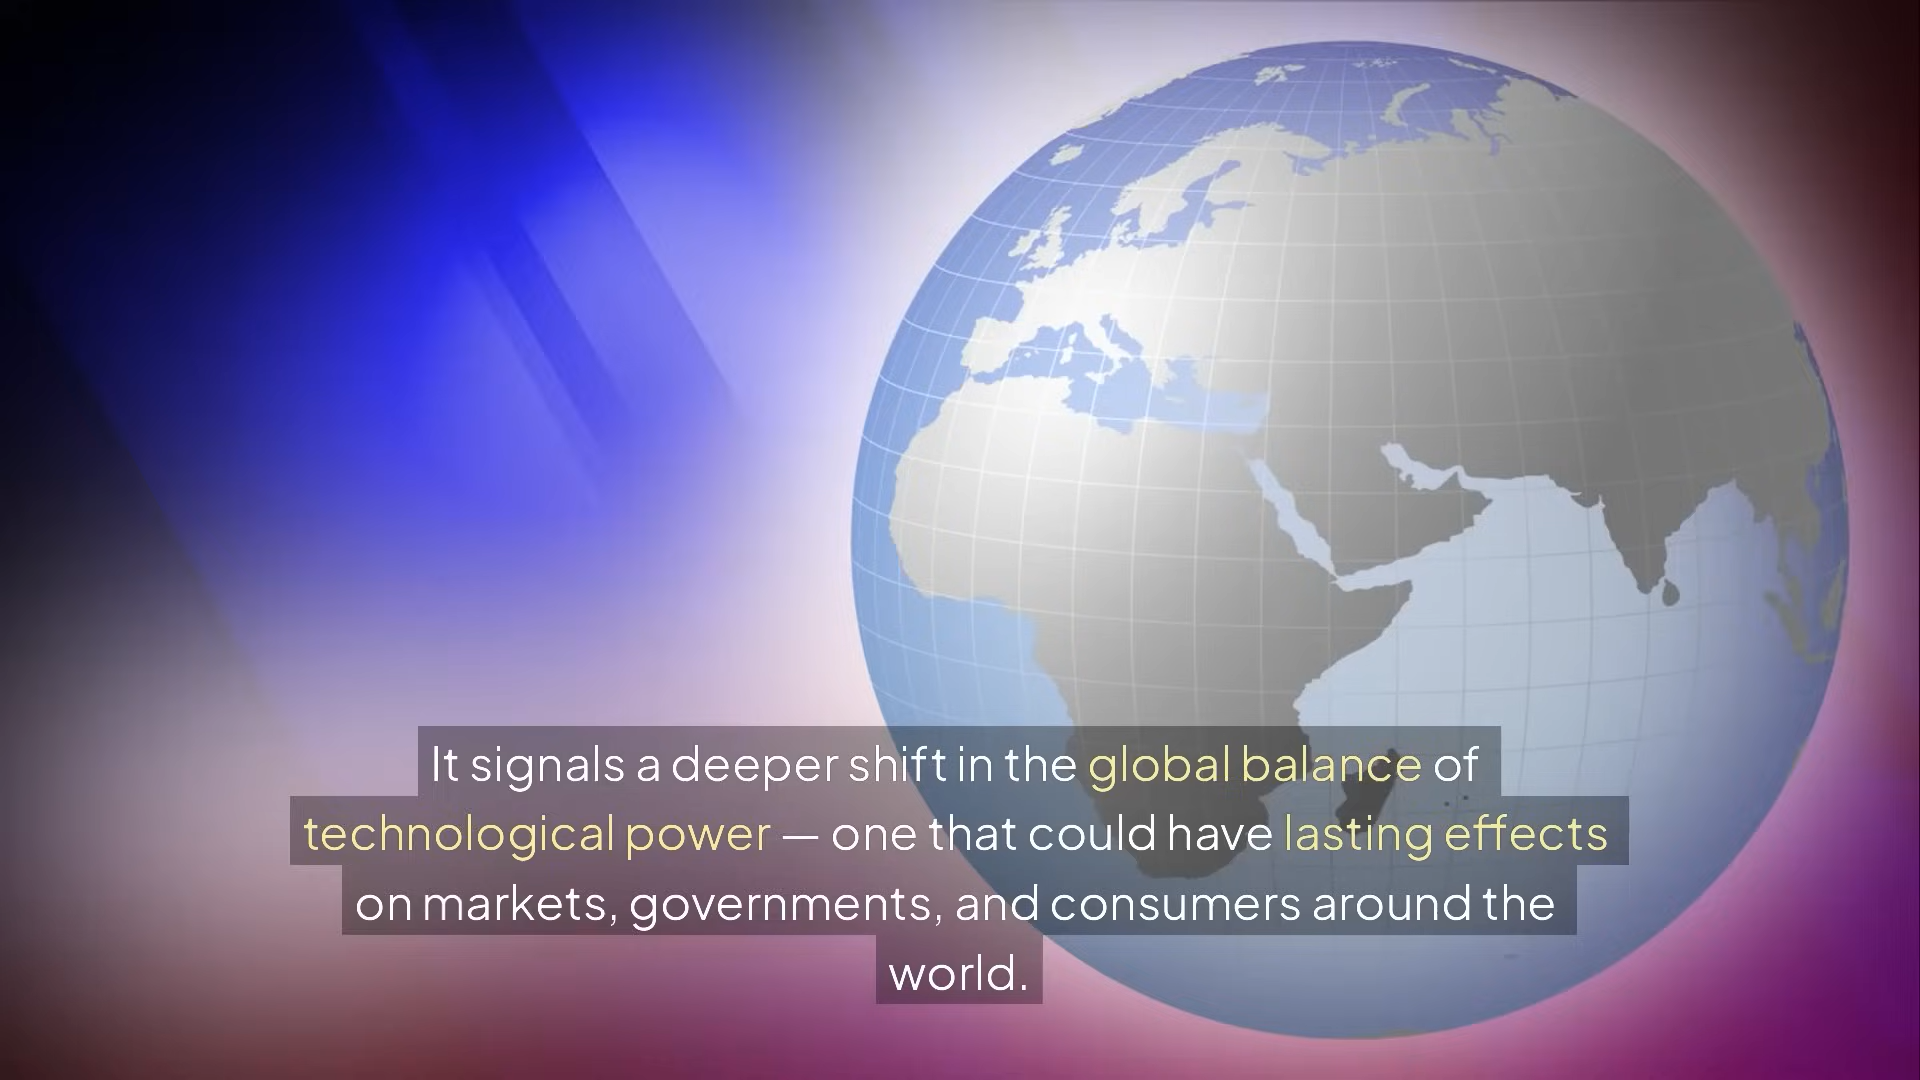 It signals a deeper shift in the global balance of
technological power — one that could have lasting effects
on markets, governments, and consumers around the
world.